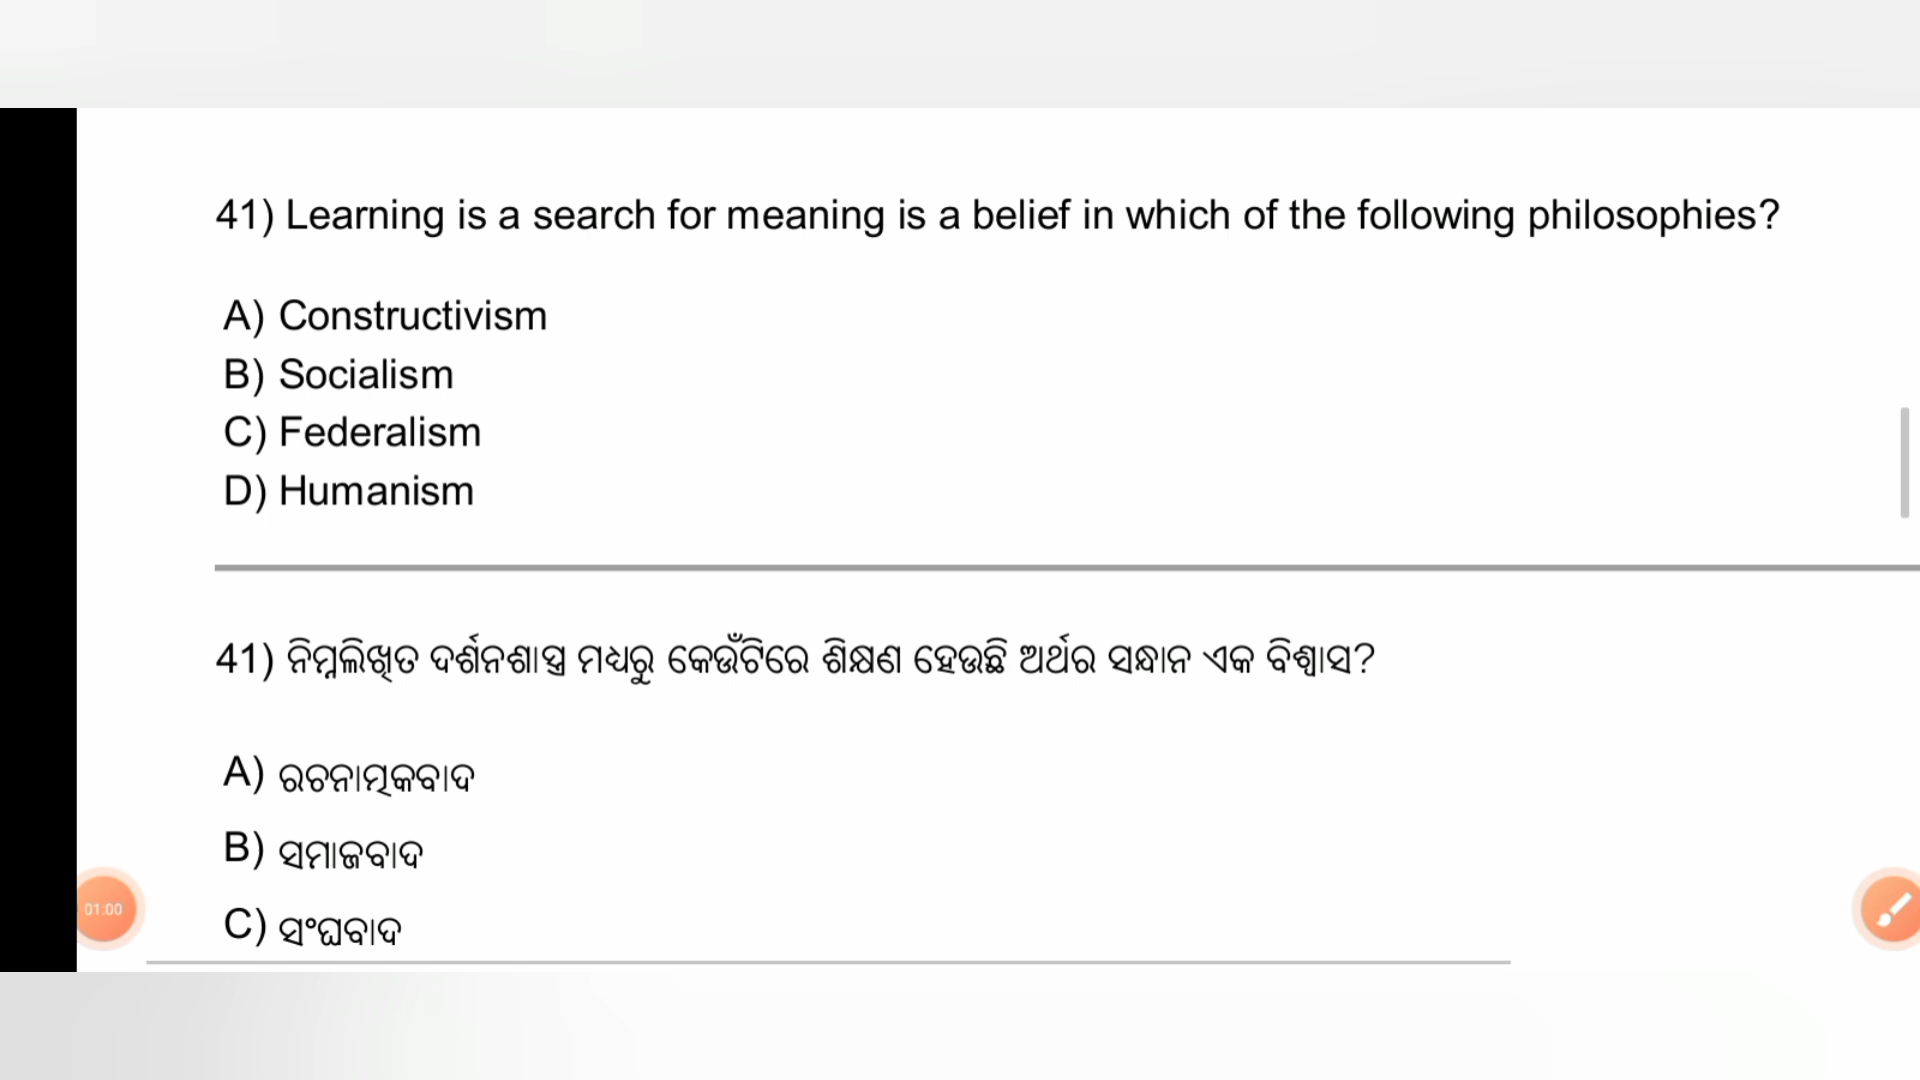 41) Learning is a search for meaning is a belief in which of the following philosophies?
A) Constructivism
B) Socialism
C) Federalism
D) Humanism
41) ନିମ୍ନଲିଖିତ ଦର୍ଶନଶାସ୍ତ୍ର ମଧ୍ୟରୁ କେଉଁଟିରେ ଶିକ୍ଷଣ ହେଉଛି ଅର୍ଥର ସନ୍ଧାନ ଏକ ବିଶ୍ୱାସ?
A) ରଚନାତ୍ମକବାଦ
B) ସମାଜବାଦ
C) ସଂଘବାଦ
01:00